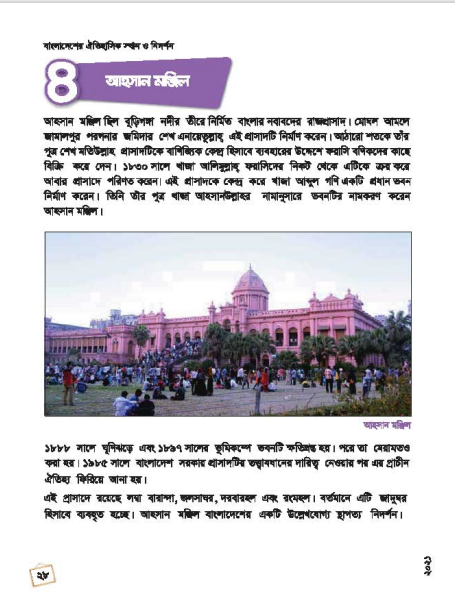 বাংলাদেশের ঐতিহাসিক স্থান ও নিদর্শন
৪ আহসান মঞ্জিল
আহসান মঞ্জিল ছিল বুড়িগঙ্গা নদীর তীরে নির্মিত বাংলার নবাবদের রাজপ্রাসাদ। মোঘল আমলে
জামালপুর পরগনার জমিদার শেখ এনায়েতুল্লাহ্ এই প্রাসাদটি নির্মাণ করেন। আঠারো শতকে তাঁর
পুত্র শেখ মতিউল্লাহ্ প্রাসাদটিকে বাণিজ্যিক কেন্দ্র হিসাবে ব্যবহারের উদ্দেশে ফরাসি বণিকদের কাছে
বিক্রি করে দেন। ১৮৩০ সালে খাজা আলিমুল্লাহ্ ফরাসিদের নিকট থেকে এটিকে ক্রয় করে
আবার প্রাসাদে পরিণত করেন। এই প্রাসাদকে কেন্দ্র করে খাজা আব্দুল গণি একটি প্রধান ভবন
নির্মাণ করেন। তিনি তাঁর পুত্র খাজা আহসানউল্লাহর নামানুসারে ভবনটির নামকরণ করেন
আহসান মঞ্জিল।
আহসান মঞ্জিল
১৮৮৮ সালে ঘূর্ণিঝড়ে এবং ১৮৯৭ সালের ভূমিকম্পে ভবনটি ক্ষতিগ্রস্ত হয়। পরে তা মেরামতও
করা হয়। ১৯৮৫ সালে বাংলাদেশ সরকার প্রাসাদটির তত্ত্বাবধানের দায়িত্ব নেওয়ার পর এর প্রাচীন
ঐতিহ্য ফিরিয়ে আনা হয়।
এই প্রাসাদে রয়েছে লম্বা বারান্দা, জলসাঘর, দরবারহল এবং রংমহল। বর্তমানে এটি জাদুঘর
হিসাবে ব্যবহৃত হচ্ছে। আহসান মঞ্জিল বাংলাদেশের একটি উল্লেখযোগ্য স্থাপত্য নিদর্শন।
২৮
২০২১